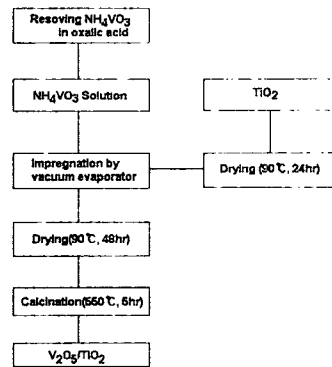 Resoving NH₄VO₃
in oxalic acid
NH₄VO₃ Solution
TiO₂
Impregnation by
vacuum evaporator
Drying (90℃, 24hr)
Drying(90℃, 48hr)
Calcination(550℃, 5hr)
V₂O₅/TiO₂